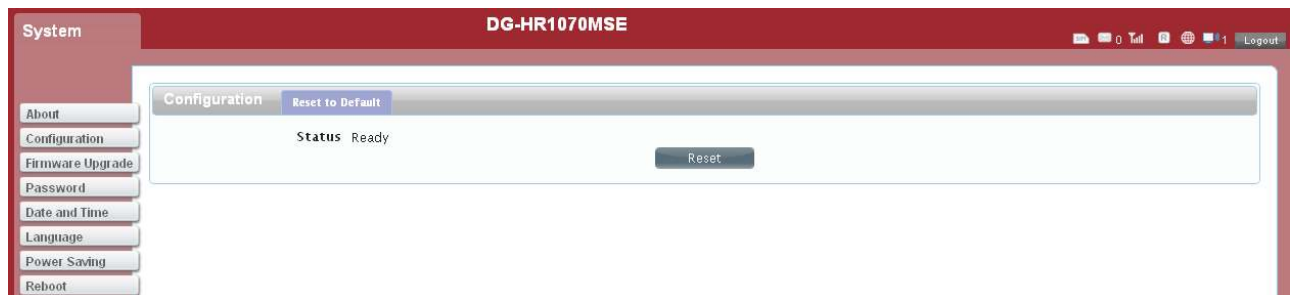 System
DG-HR1070MSE
0 1 Logout
Configuration Reset to Default
Status Ready
Reset
About
Configuration
Firmware Upgrade
Password
Date and Time
Language
Power Saving
Reboot